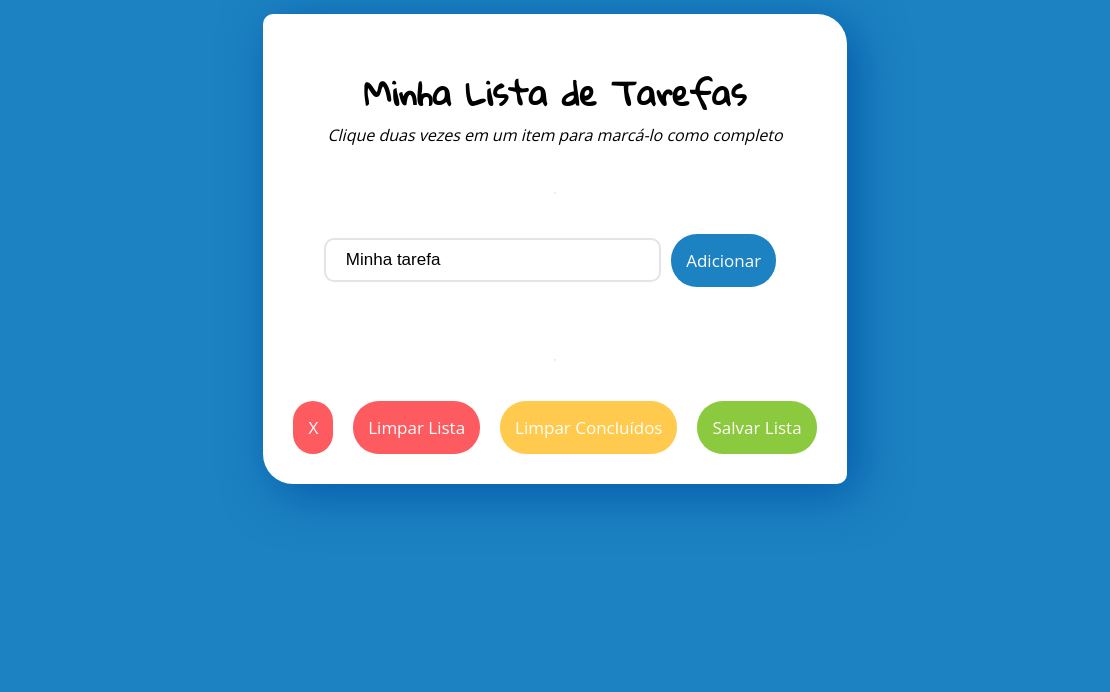 Minha Lista de Tarefas
Clique duas vezes em um item para marcá-lo como completo
Minha tarefa
Adicionar
X
Limpar Lista
Limpar Concluídos
Salvar Lista